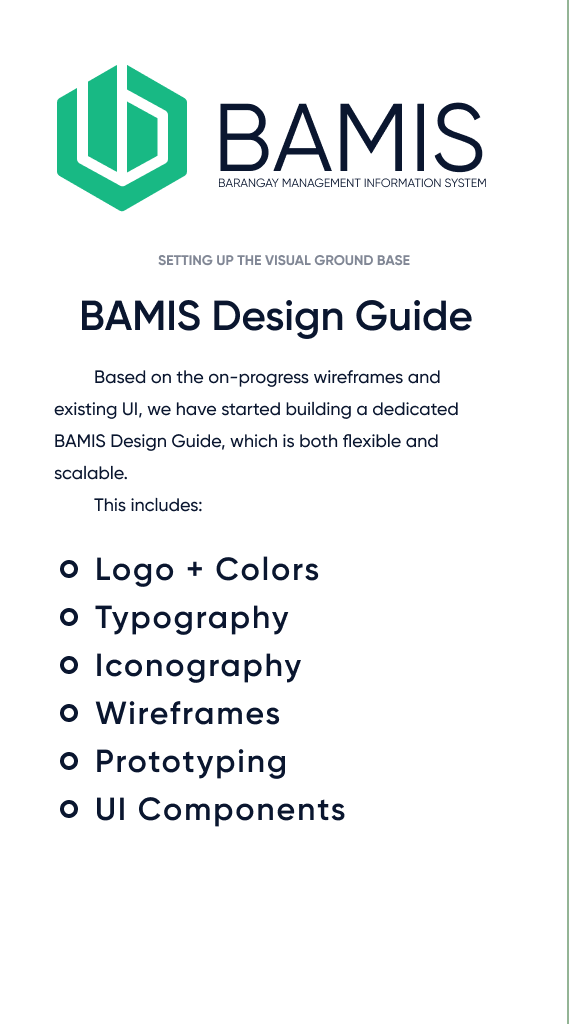 BAMIS
BARANGAY MANAGEMENT INFORMATION SYSTEM
SETTING UP THE VISUAL GROUND BASE
BAMIS Design Guide
Based on the on-progress wireframes and
existing UI, we have started building a dedicated
BAMIS Design Guide, which is both flexible and
scalable.
This includes:
Logo + Colors
Typography
Iconography
Wireframes
Prototyping
UI Components